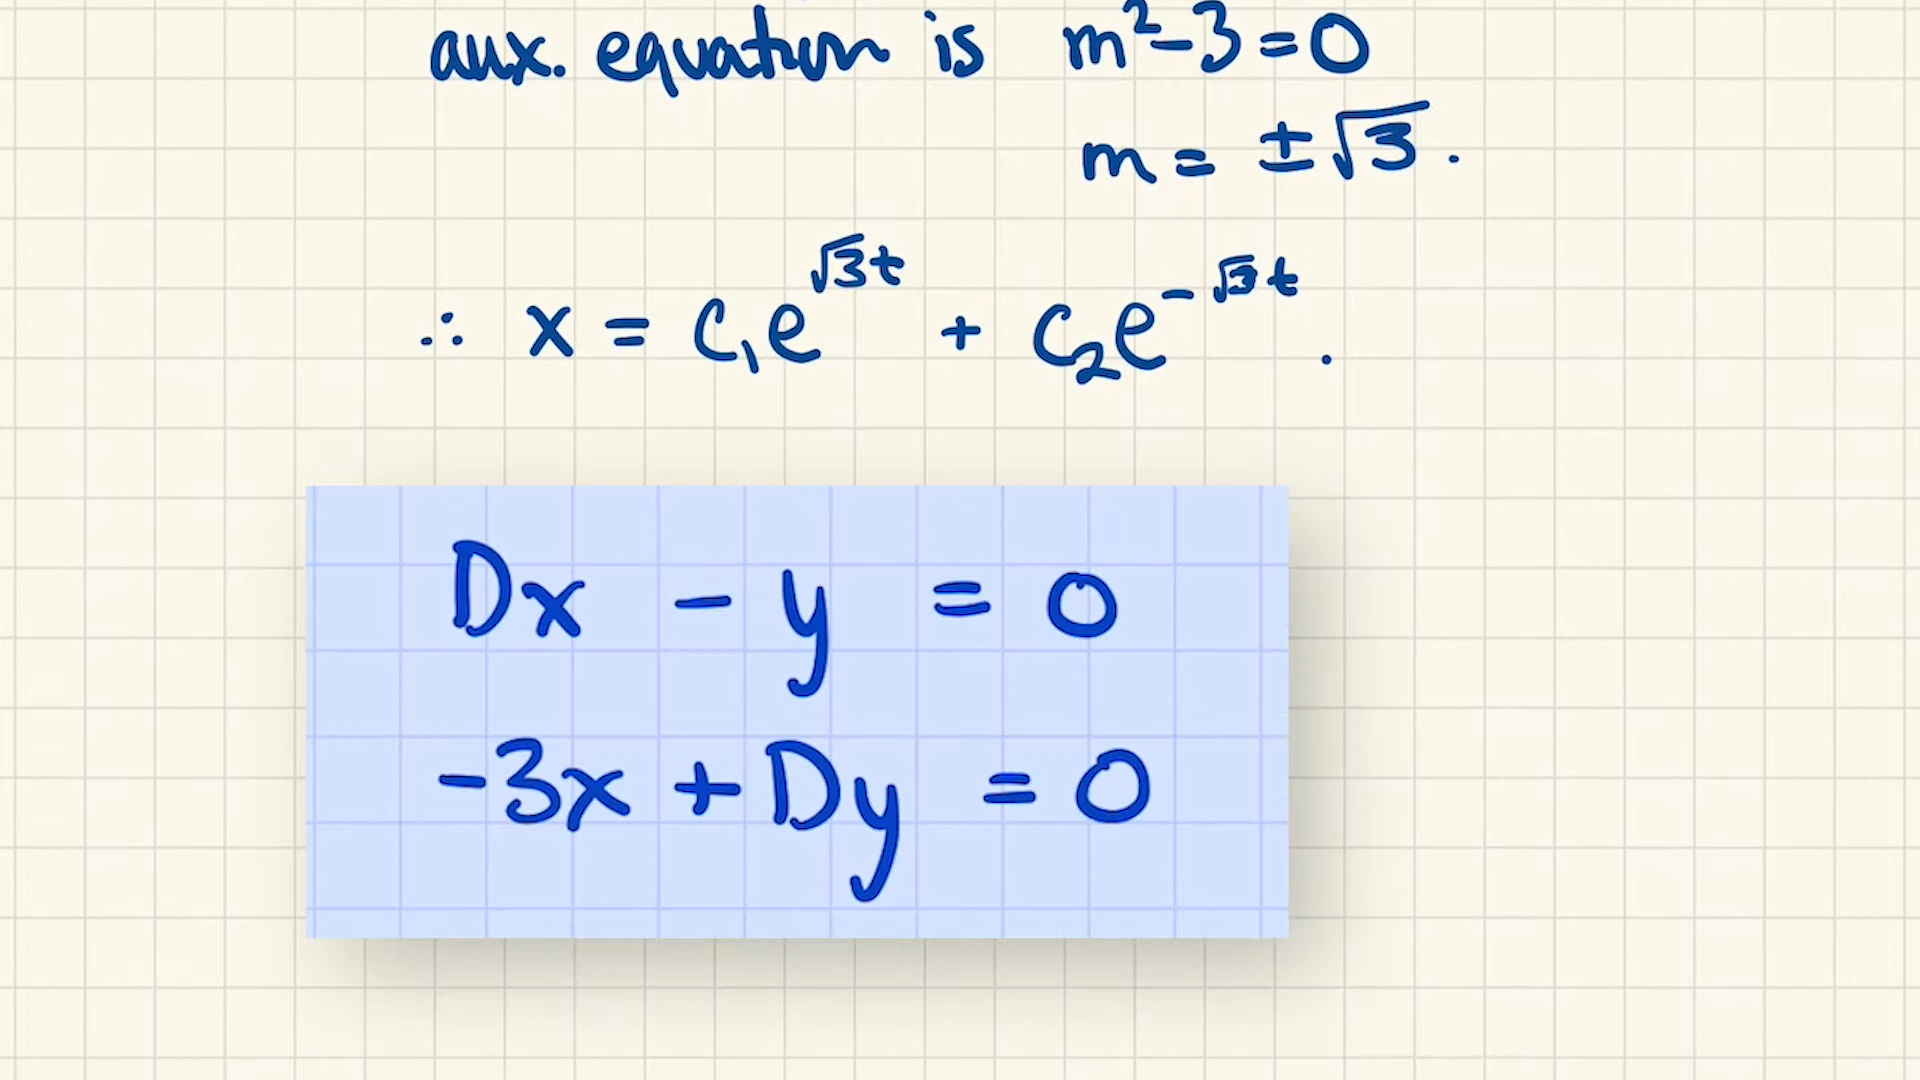 aux. equation is m²-3=0
m = ±√3.
∴ x = c₁e^√3t + c₂e^-√3t.
Dx - y = 0
-3x + Dy = 0